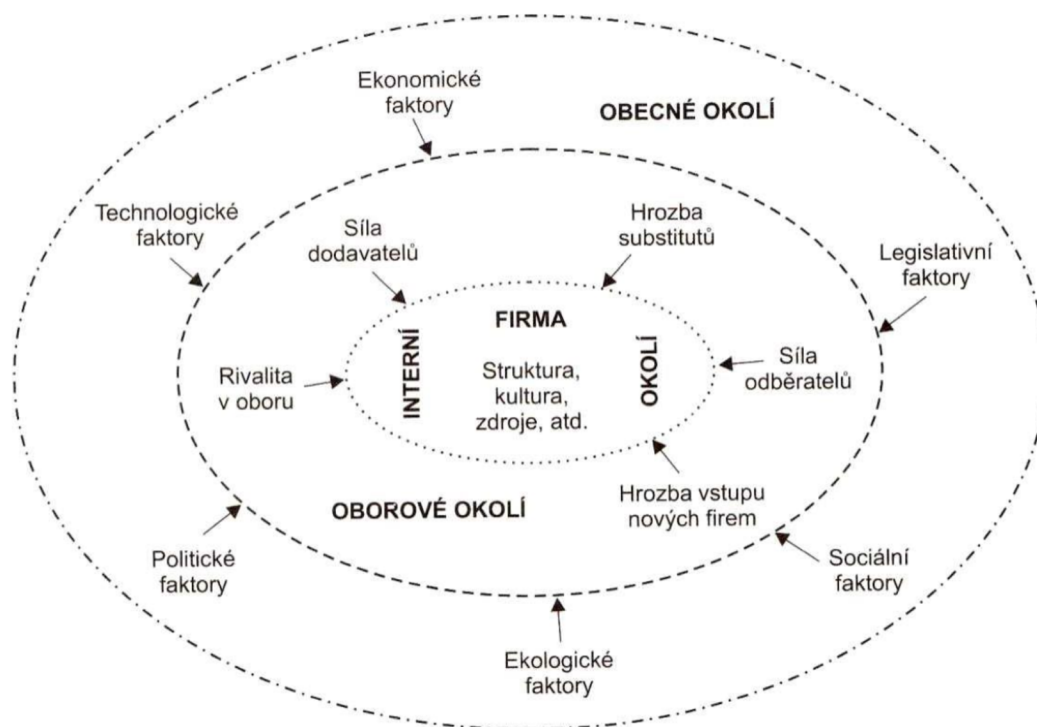 Ekonomické
faktory
OBECNÉ OKOLÍ
Technologické
faktory
Síla
dodavatelů
Hrozba
substitutů
Legislativní
faktory
FIRMA
INTERNÍ
OKOLÍ
Struktura,
kultura,
zdroje, atd.
Rivalita
v oboru
Síla
odběratelů
OBOROVÉ OKOLÍ
Hrozba vstupu
nových firem
Politické
faktory
Sociální
faktory
Ekologické
faktory